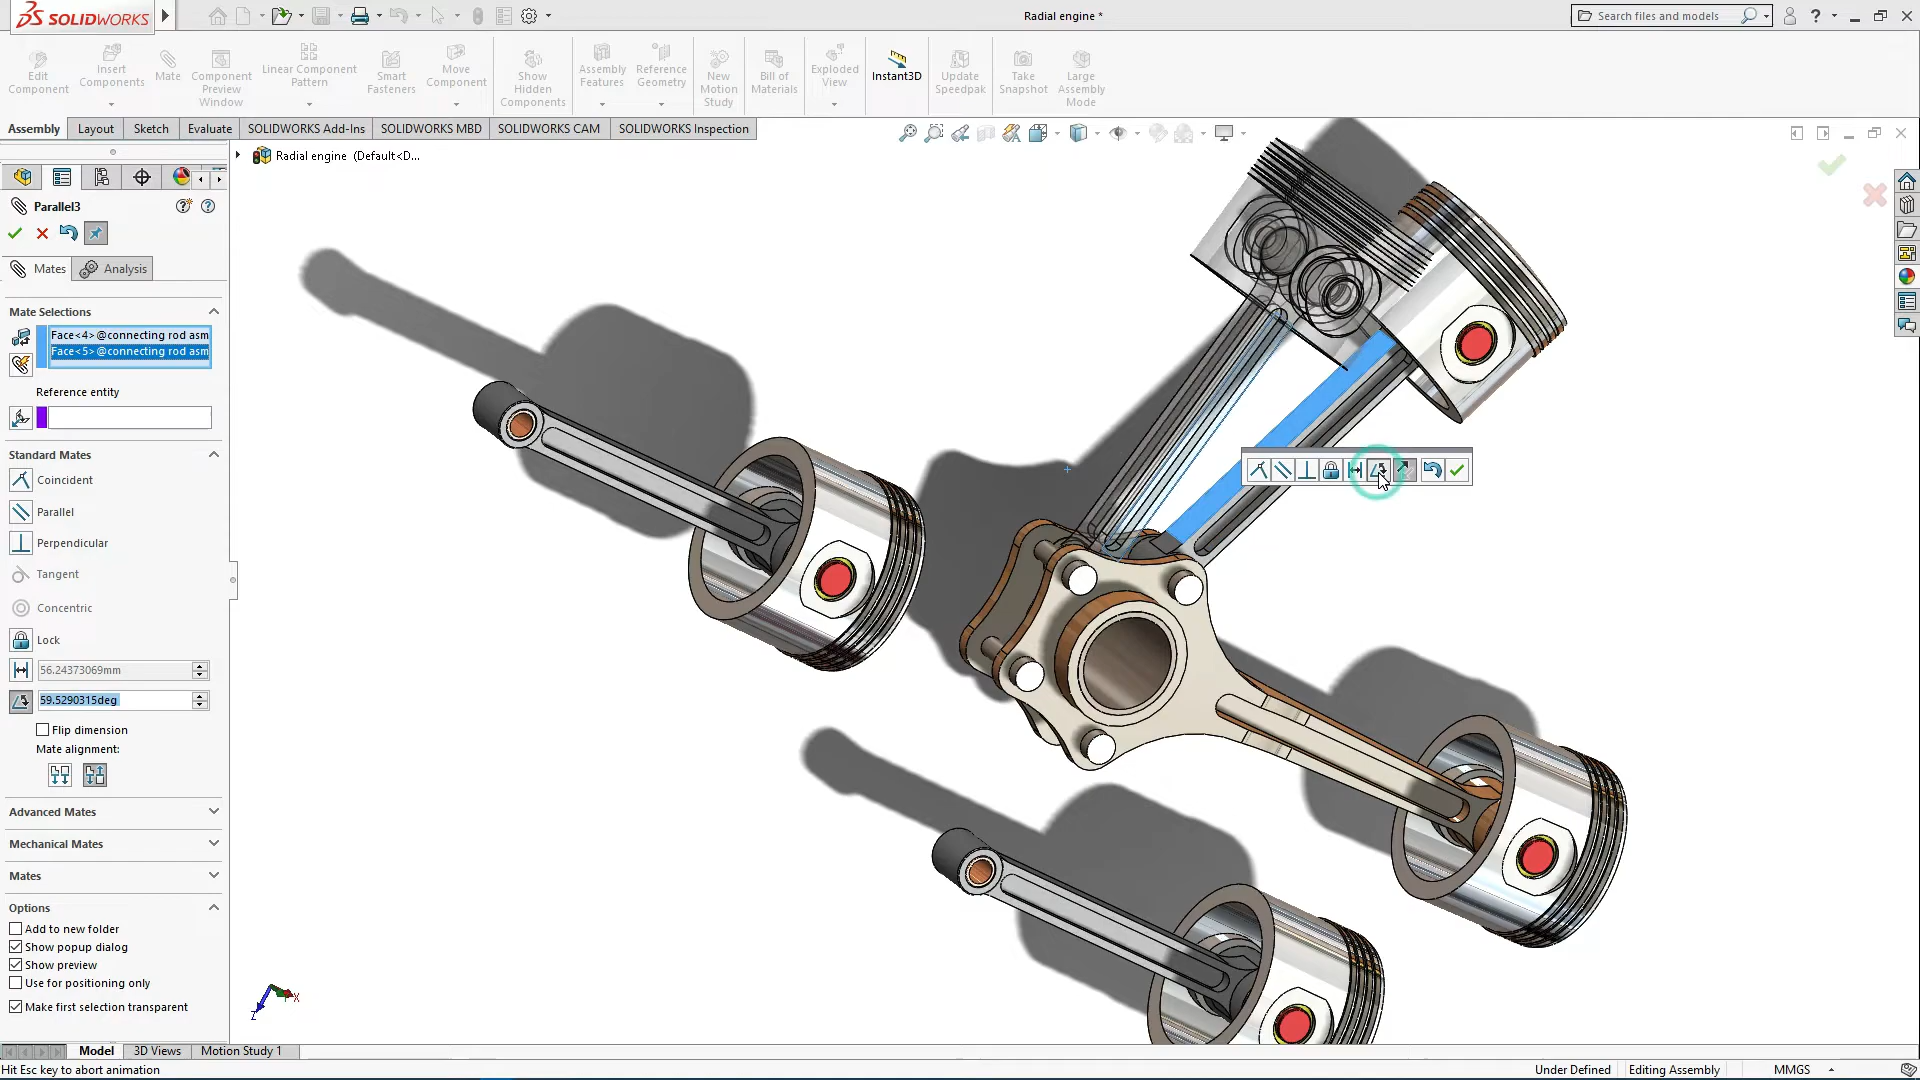 SOLIDWORKS
Radial engine *
Search files and models
Edit
Component
Insert
Components
Mate
Component
Preview
Window
Linear Component
Pattern
Smart
Fasteners
Move
Component
Show
Hidden
Components
Assembly
Features
Reference
Geometry
New
Motion
Study
Bill of
Materials
Exploded
View
Instant3D
Update
Speedpak
Take
Snapshot
Large
Assembly
Mode
Assembly
Layout
Sketch
Evaluate
SOLIDWORKS Add-Ins
SOLIDWORKS MBD
SOLIDWORKS CAM
SOLIDWORKS Inspection
Radial engine (Default<D...
Parallel3
Mates
Analysis
Mate Selections
Face<4>@connecting rod asm
Face<5>@connecting rod asm
Reference entity
Standard Mates
Coincident
Parallel
Perpendicular
Tangent
Concentric
Lock
56.24373069mm
59.5290315deg
Flip dimension
Mate alignment:
Advanced Mates
Mechanical Mates
Mates
Options
Add to new folder
Show popup dialog
Show preview
Use for positioning only
Make first selection transparent
X
Z
Model
3D Views
Motion Study 1
Hit Esc key to abort animation
Under Defined
Editing Assembly
MMGS